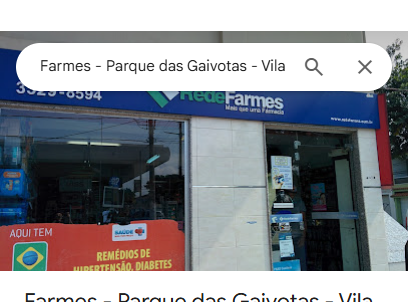 Farmes - Parque das Gaivotas - Vila
3329-8594
RedeFarmes
Mais que uma Farmácia
AQUI TEM
REMÉDIOS DE
HIPERTENSÃO, DIABETES
Farmes - Parque das Gaivotas - Vila